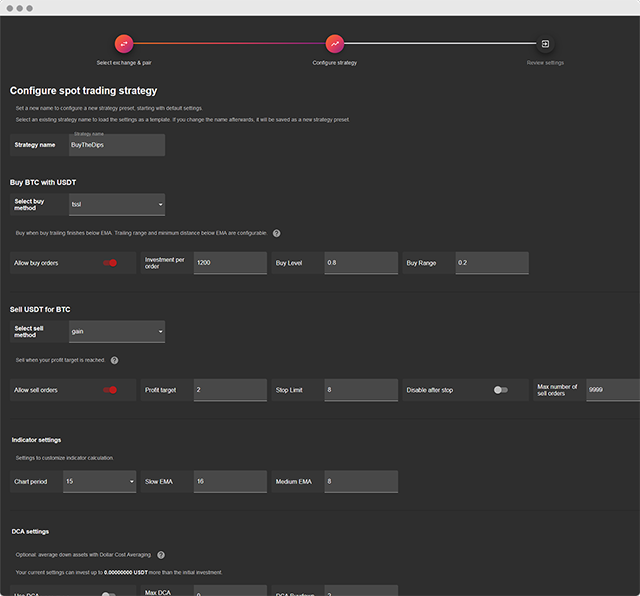 Select exchange & pair
Configure strategy
Review settings
Configure spot trading strategy
Set a new name to configure a new strategy preset, starting with default settings.
Select an existing strategy name to load the settings as a template. If you change the name afterwards, it will be saved as a new strategy preset.
Strategy name
Strategy name
BuyTheDips
Buy BTC with USDT
Select buy
method
tssl
Buy when buy trailing finishes below EMA. Trailing range and minimum distance below EMA are configurable.
Allow buy orders
Investment per
order
1200
Buy Level
0.8
Buy Range
0.2
Sell USDT for BTC
Select sell
method
gain
Sell when your profit target is reached.
Allow sell orders
Profit target
2
Stop Limit
8
Disable after stop
Max number of
sell orders
9999
Indicator settings
Settings to customize indicator calculation.
Chart period
15
Slow EMA
16
Medium EMA
8
DCA settings
Optional: average down assets with Dollar Cost Averaging.
Your current settings can invest up to 0.00000000 USDT more than the initial investment.
Use DCA
Max DCA